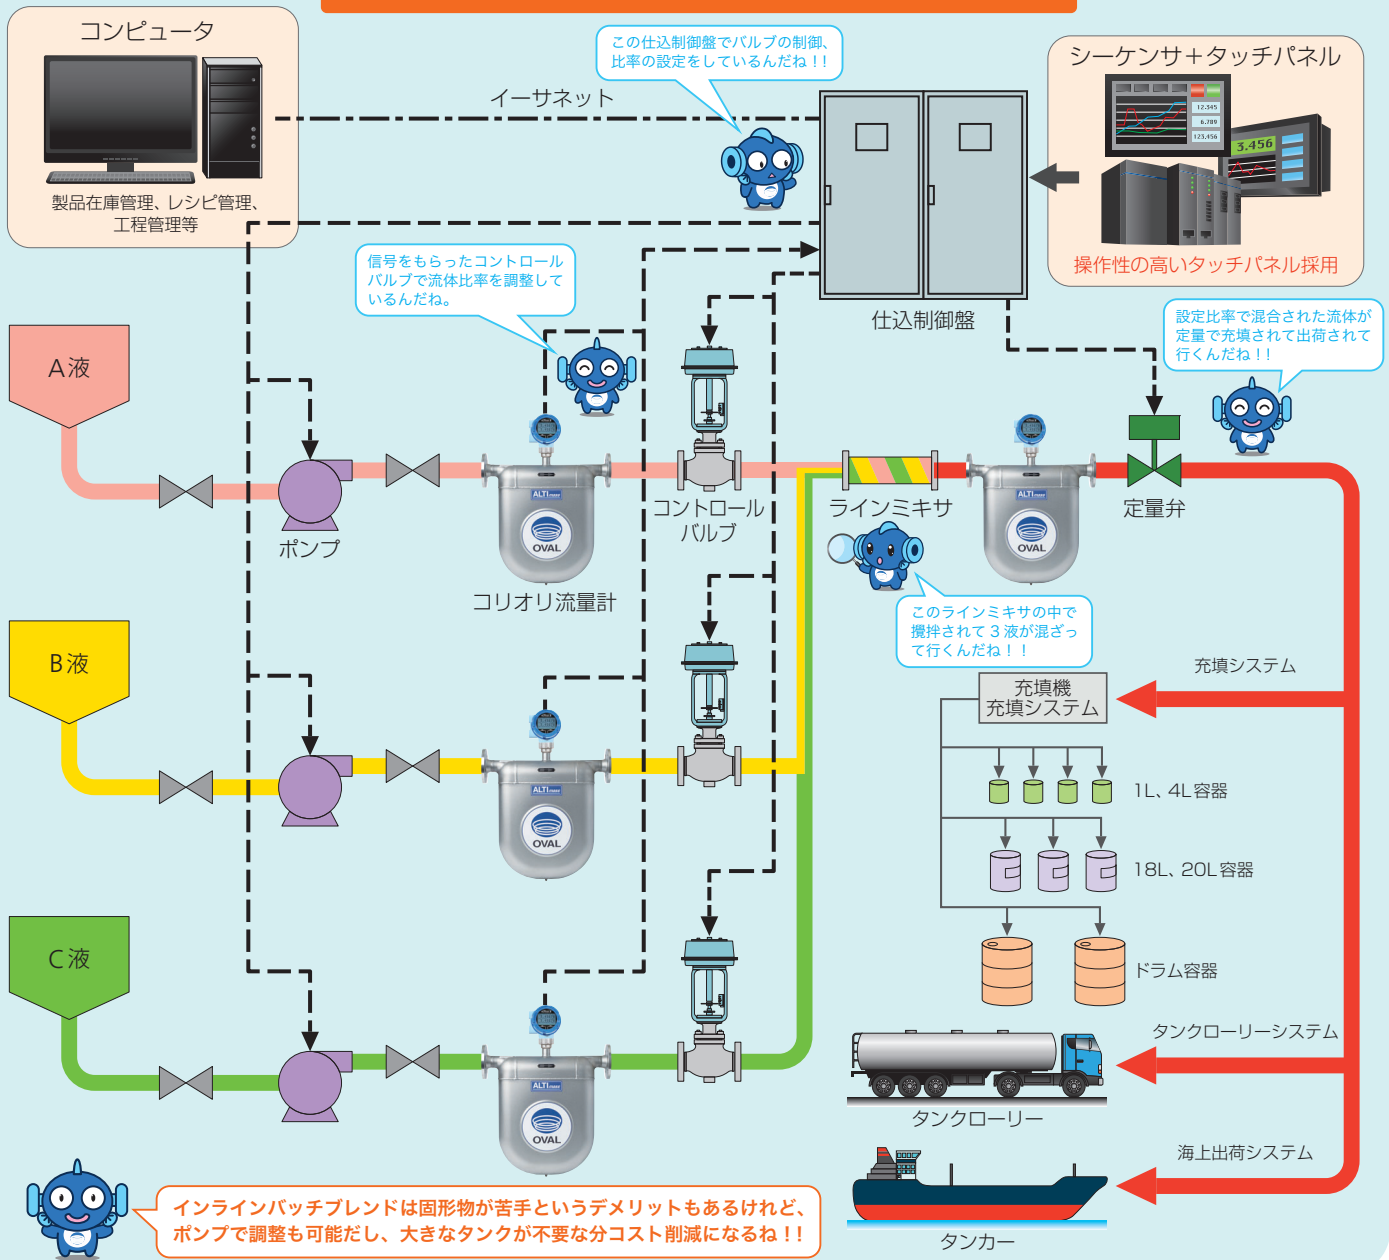 コンピュータ
製品在庫管理、レシピ管理、
工程管理等
イーサネット
この仕込制御盤でバルブの制御、
比率の設定をしているんだね！！
シーケンサ＋タッチパネル
12.345
6.789
123,456
3.456
操作性の高いタッチパネル採用
仕込制御盤
信号をもらったコントロール
バルブで流体比率を調整して
いるんだね。
設定比率で混合された流体が
定量で充填されて出荷されて
行くんだね！！
A液
ポンプ
ALTI
OVAL
コリオリ流量計
コントロール
バルブ
ラインミキサ
ALTI
OVAL
定量弁
このラインミキサの中で
攪拌されて３液が混ざっ
て行くんだね！！
B液
ALTI
OVAL
充填システム
充填機
充填システム
1L、4L容器
18L、20L容器
ドラム容器
C液
ALTI
OVAL
タンクローリーシステム
タンクローリー
海上出荷システム
タンカー
インラインバッチブレンドは固形物が苦手というデメリットもあるけれど、
ポンプで調整も可能だし、大きなタンクが不要な分コスト削減になるね！！